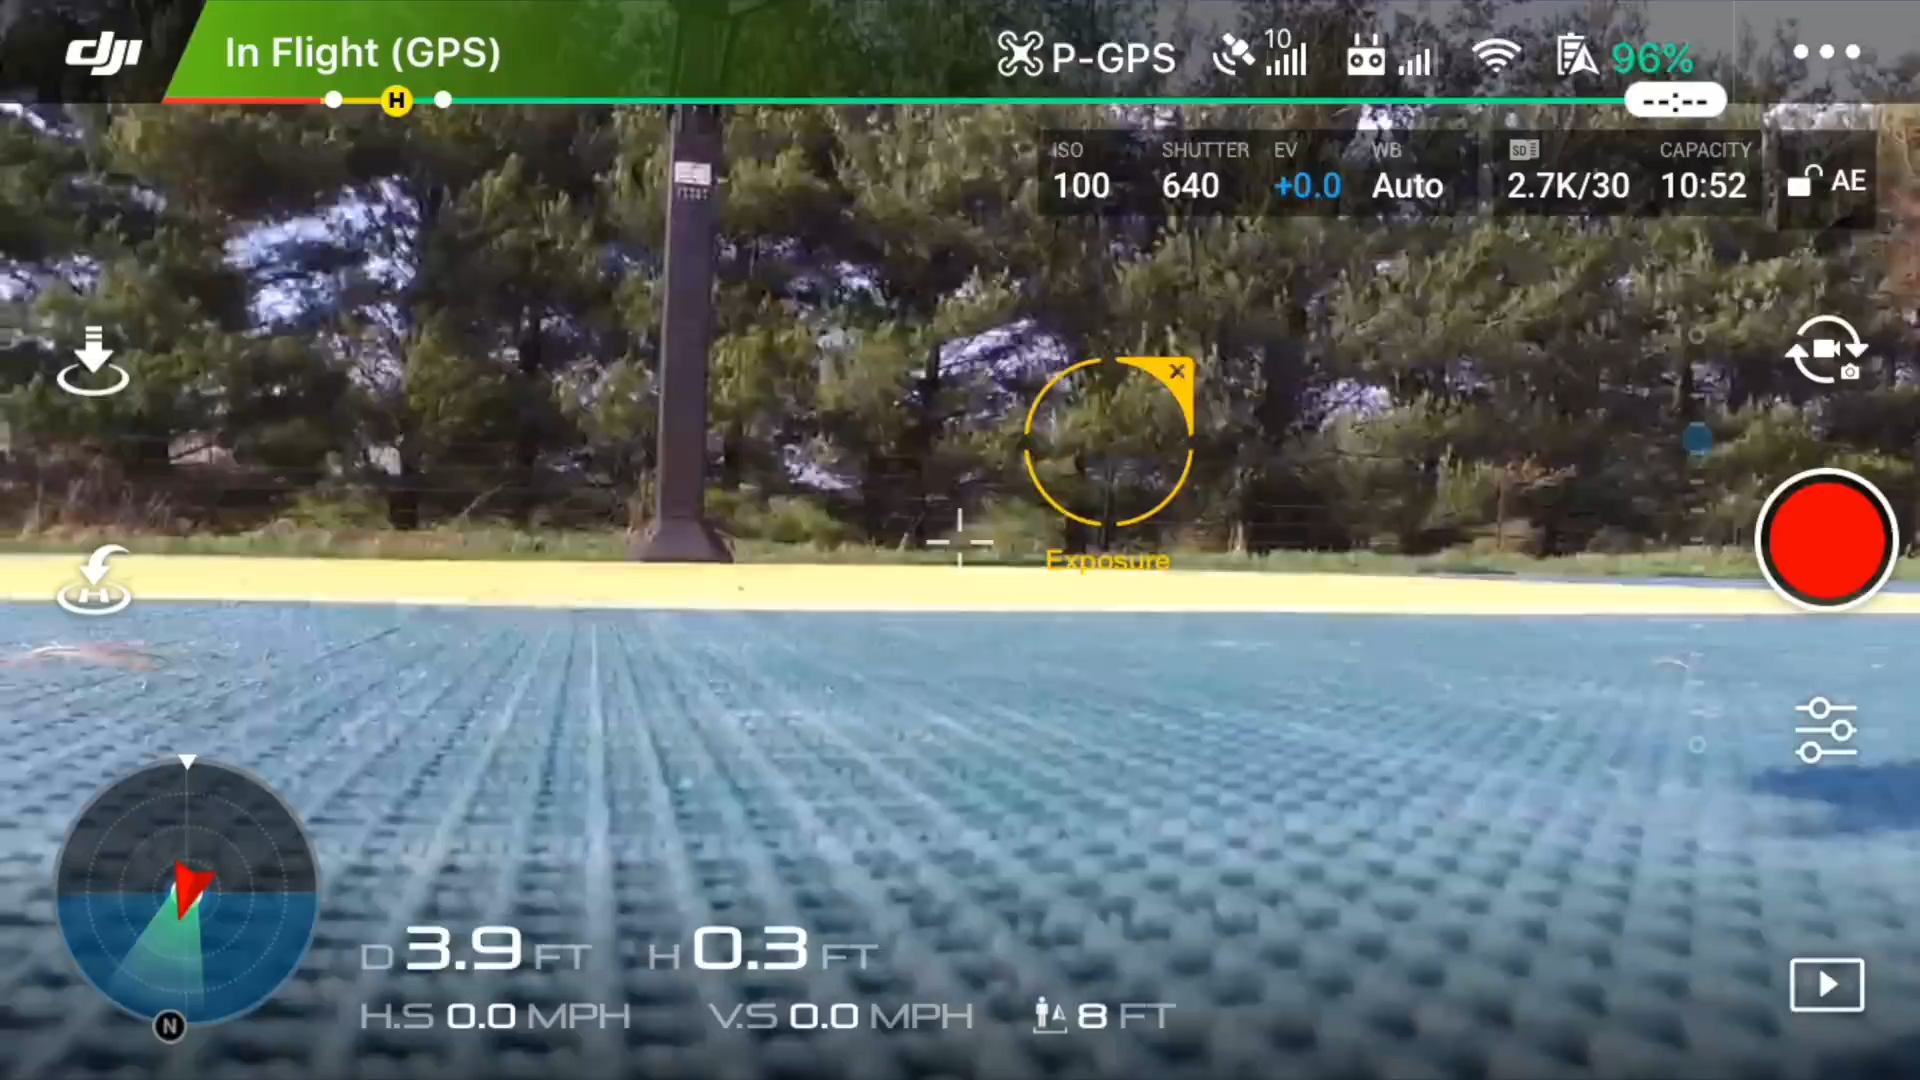 dji In Flight (GPS) P-GPS 10 96%
H --:--
ISO SHUTTER EV WB SD CAPACITY
100 640 +0.0 Auto 2.7K/30 10:52 AE
Exposure
H
D 3.9 FT H 0.3 FT
H.S 0.0 MPH V.S 0.0 MPH 8 FT
N